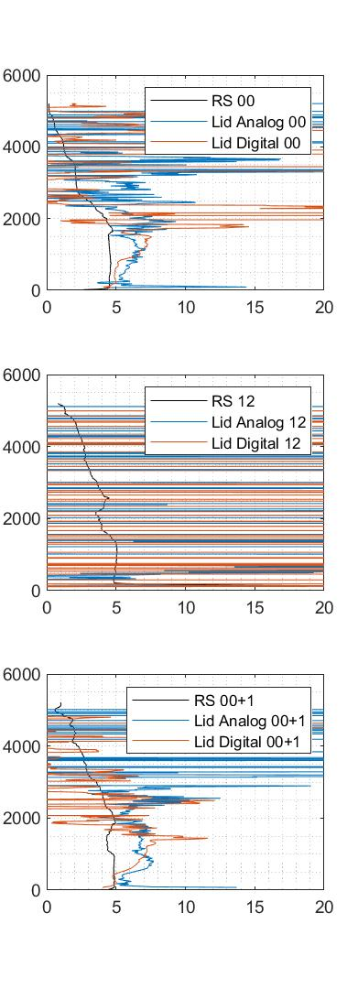 6000
RS 00
Lid Analog 00
Lid Digital 00
4000
2000
0
0 5 10 15 20
6000
RS 12
Lid Analog 12
Lid Digital 12
4000
2000
0
0 5 10 15 20
6000
RS 00+1
Lid Analog 00+1
Lid Digital 00+1
4000
2000
0
0 5 10 15 20